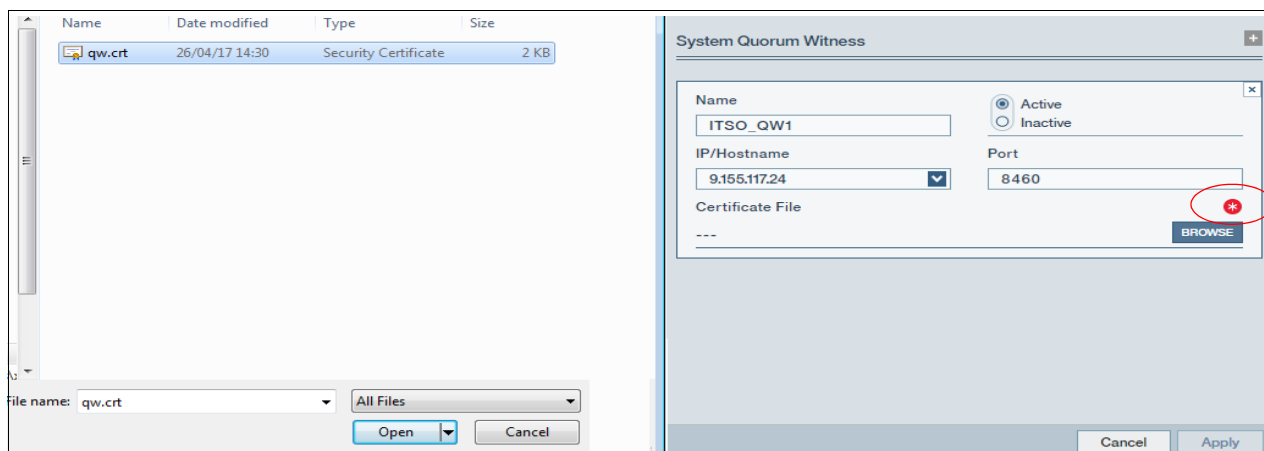 Name Date modified Type Size
qw.crt 26/04/17 14:30 Security Certificate 2 KB
File name: qw.crt All Files
Open Cancel
System Quorum Witness
Name
ITSO_QW1
Active
Inactive
IP/Hostname Port
9.155.117.24 8460
Certificate File
--- BROWSE
Cancel Apply